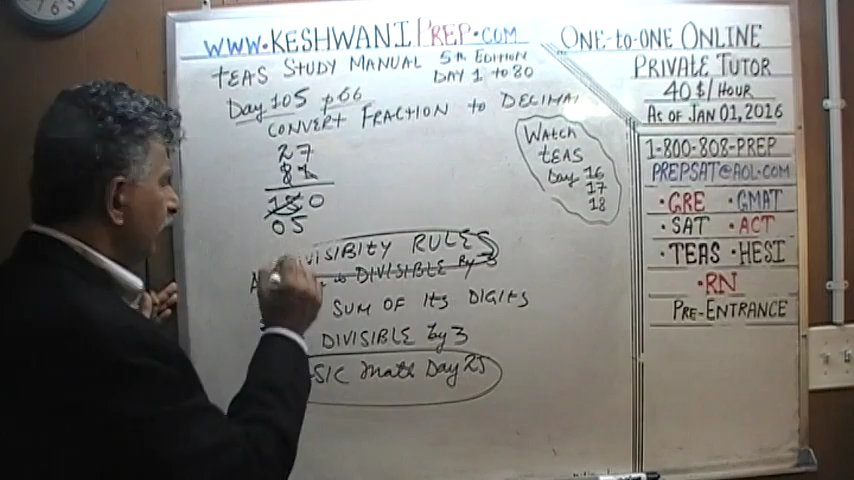 WWW.KESHWANIPREP.COM
TEAS STUDY MANUAL 5TH EDITION
DAY 1 TO 80
Day 105 p66
CONVERT FRACTION to DECIMAL
27
81
0
05
WATCH
TEAS
Day 16
17
18
RULES
DIVISIBLE By 3
SUM OF Its DIGItS
DIVISIBLE by 3
math Day 25
ONE-to-ONE ONLINE
PRIVATE TUTOR
40 $/HOUR
AS OF JAN 01,2016
1-800-808-PREP
PREPSAT@AOL.COM
•GRE •GMAT
•SAT •ACT
•TEAS •HESI
•RN
PRE-ENTRANCE